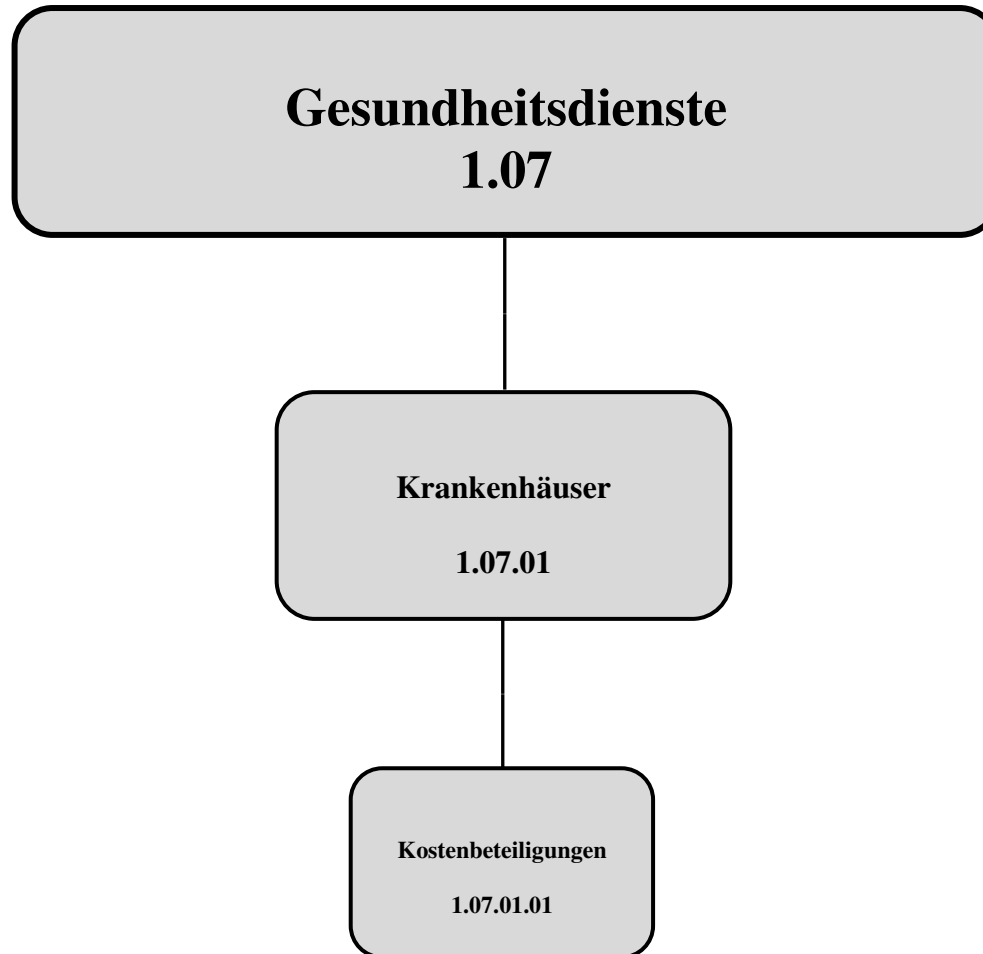 Gesundheitsdienste
1.07
Krankenhäuser
1.07.01
Kostenbeteiligungen
1.07.01.01